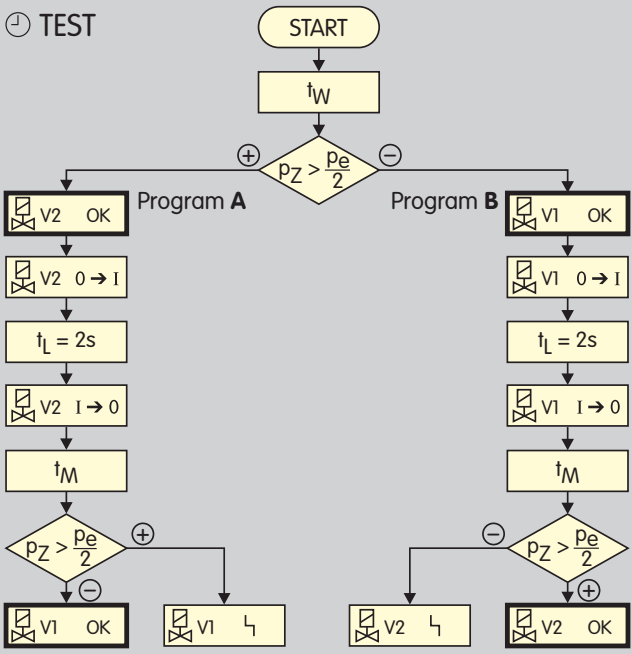 TEST
START
tW
pZ > pe/2
+
−
Program A
Program B
V2 OK
V1 OK
V2 0 → I
V1 0 → I
tL = 2s
tL = 2s
V2 I → 0
V1 I → 0
tM
tM
pZ > pe/2
+
−
pZ > pe/2
−
+
V1 OK
V1
V2
V2 OK